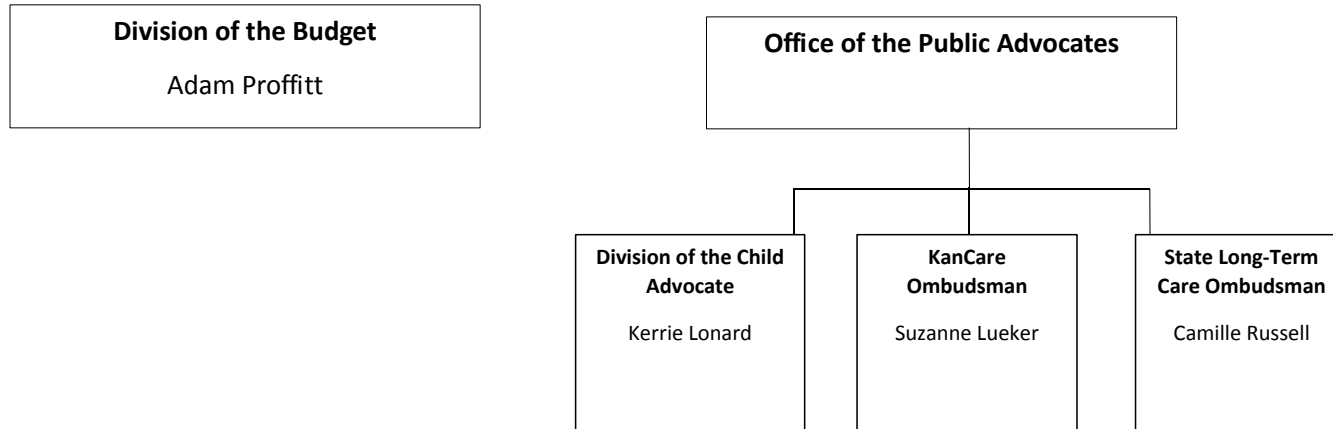 Division of the Budget
Adam Proffitt
Office of the Public Advocates
Division of the Child
Advocate
Kerrie Lonard
KanCare
Ombudsman
Suzanne Lueker
State Long-Term
Care Ombudsman
Camille Russell